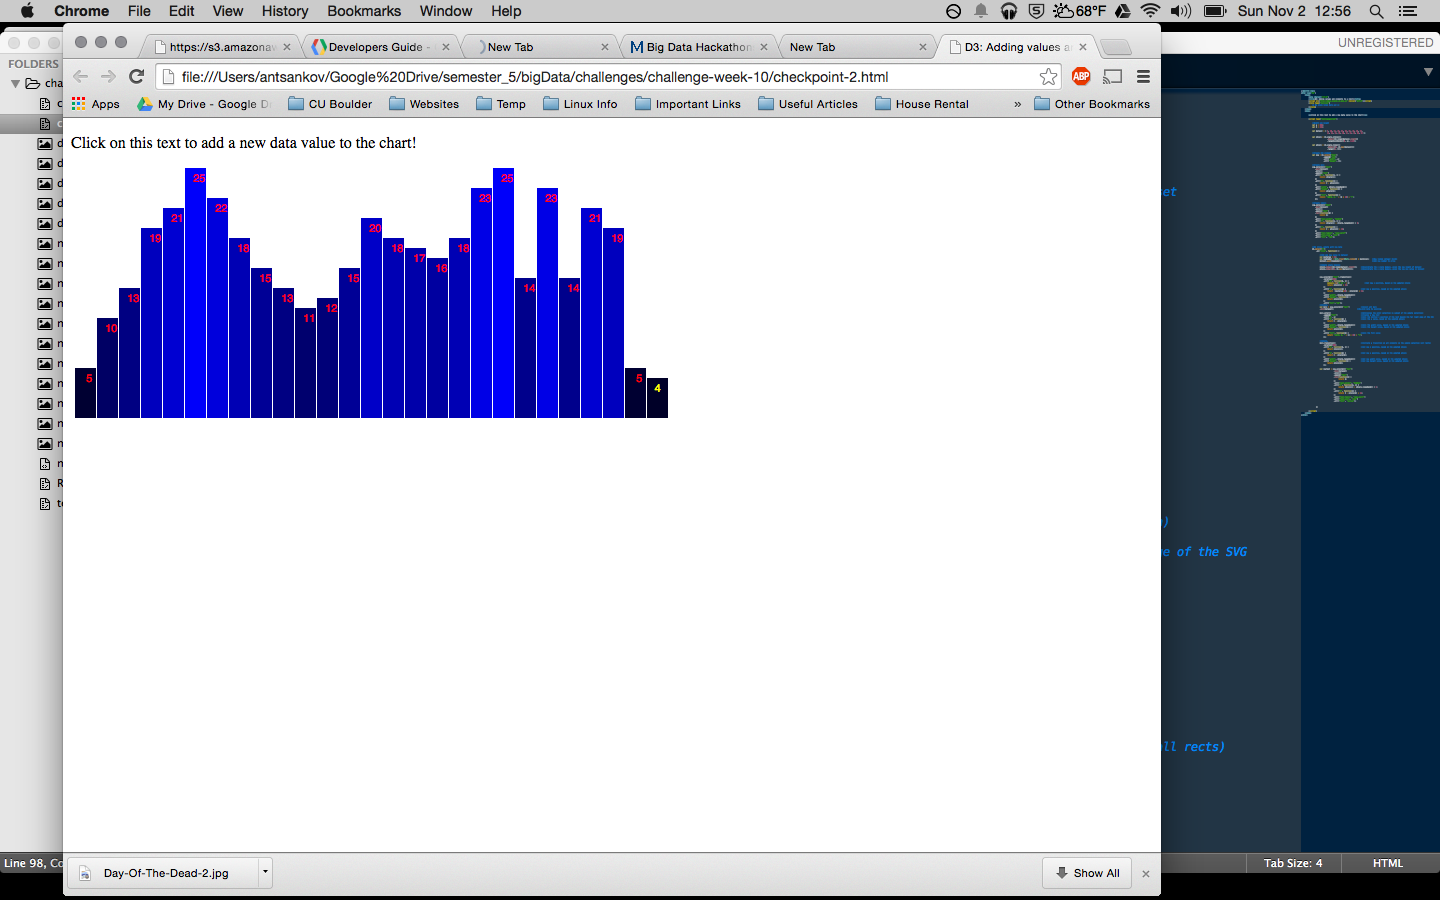 Chrome File Edit View History Bookmarks Window Help 68°F Sun Nov 2 12:56
UNREGISTERED
FOLDERS
https://s3.amazonaw
Developers Guide -
New Tab
Big Data Hackathon
New Tab
D3: Adding values a
file:///Users/antsankov/Google%20Drive/semester_5/bigData/challenges/challenge-week-10/checkpoint-2.html
ABP
Apps My Drive - Google D CU Boulder Websites Temp Linux Info Important Links Useful Articles House Rental » Other Bookmarks
Click on this text to add a new data value to the chart!
5 10 13 19 21 25 22 18 15 13 11 12 15 20 18 17 16 18 23 25 14 23 14 21 19 5 4
cha
c
c
d
d
d
d
d
n
n
n
n
n
n
n
n
n
n
n
n
R
te
et
)
e of the SVG
ll rects)
Line 98, Co
Tab Size: 4
HTML
Day-Of-The-Dead-2.jpg
Show All